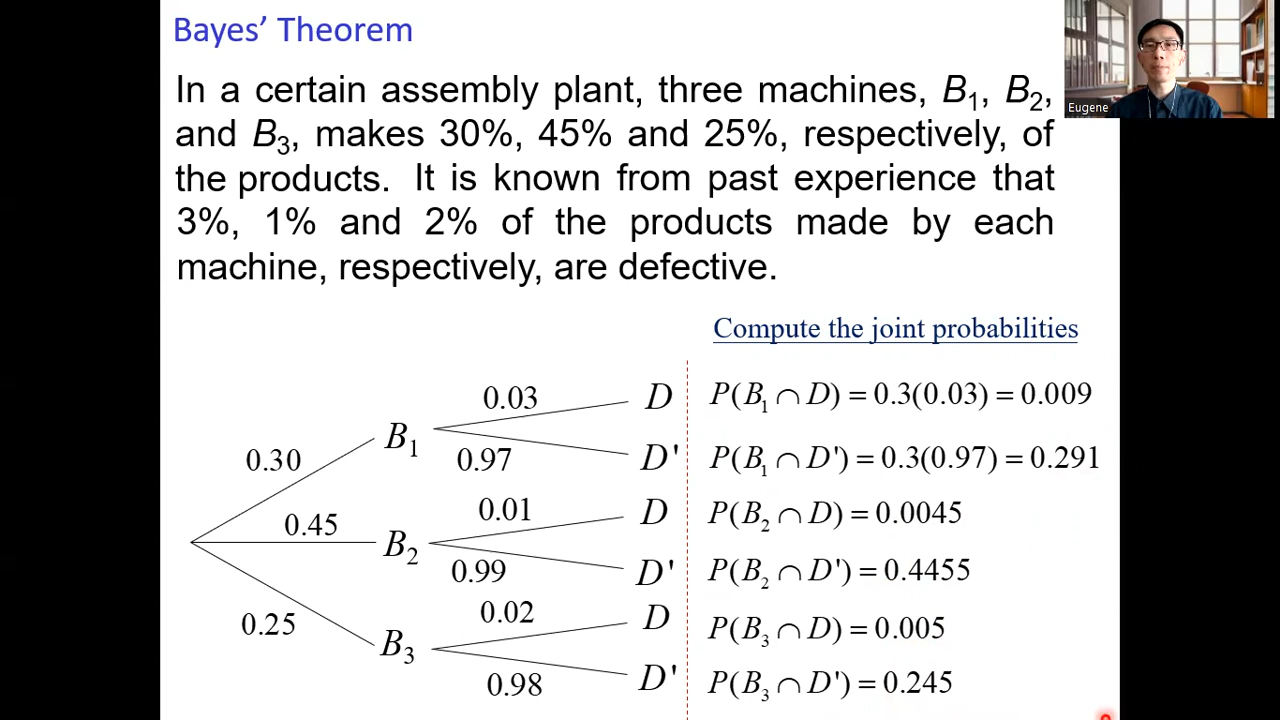 Bayes’ Theorem
In a certain assembly plant, three machines, B₁, B₂,
and B₃, makes 30%, 45% and 25%, respectively, of
the products. It is known from past experience that
3%, 1% and 2% of the products made by each
machine, respectively, are defective.
Eugene
Compute the joint probabilities
0.30
0.45
0.25
B₁
B₂
B₃
0.03
0.97
0.01
0.99
0.02
0.98
D
D'
D
D'
D
D'
P(B₁ ∩ D) = 0.3(0.03) = 0.009
P(B₁ ∩ D') = 0.3(0.97) = 0.291
P(B₂ ∩ D) = 0.0045
P(B₂ ∩ D') = 0.4455
P(B₃ ∩ D) = 0.005
P(B₃ ∩ D') = 0.245